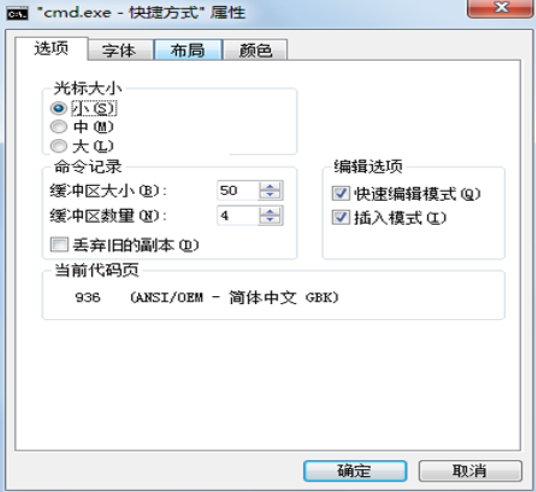 "cmd.exe - 快捷方式" 属性
选项 字体 布局 颜色
光标大小
小(S)
中(M)
大(L)
命令记录
缓冲区大小(B): 50
缓冲区数量(N): 4
丢弃旧的副本(D)
编辑选项
快速编辑模式(Q)
插入模式(I)
当前代码页
936 (ANSI/OEM - 简体中文 GBK)
确定 取消